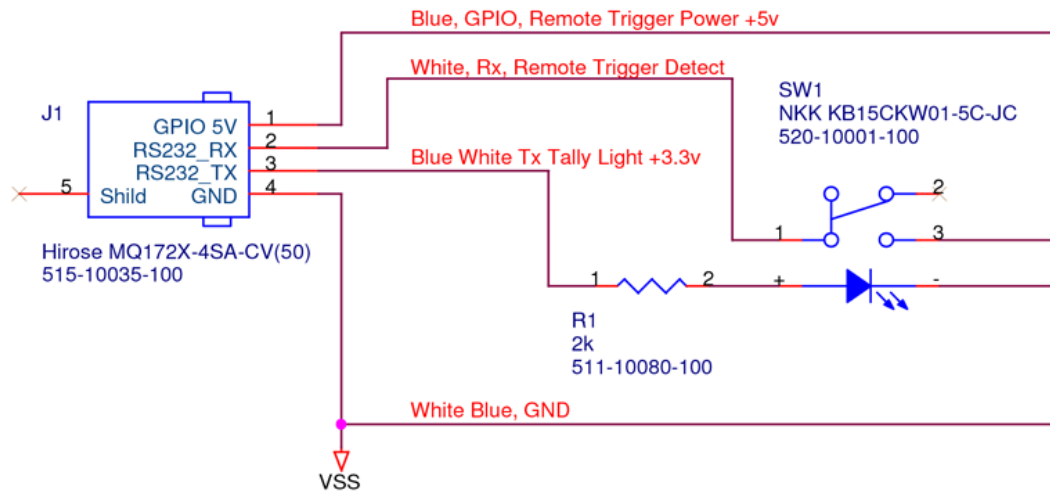 Blue, GPIO, Remote Trigger Power +5v
White, Rx, Remote Trigger Detect
J1
GPIO 5V 1
RS232_RX 2
RS232_TX 3
5 Shild GND 4
Hirose MQ172X-4SA-CV(50)
515-10035-100
Blue White Tx Tally Light +3.3v
SW1
NKK KB15CKW01-5C-JC
520-10001-100
2
1 3
1 2 + -
R1
2k
511-10080-100
White Blue, GND
VSS